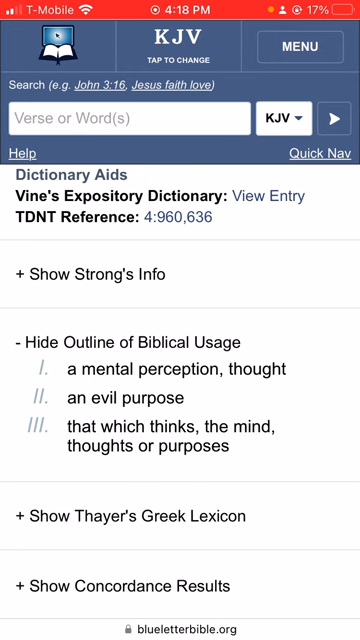 T-Mobile 4:18 PM 17%
KJV
TAP TO CHANGE
MENU
Search (e.g. John 3:16, Jesus faith love)
Verse or Word(s)
KJV
Help Quick Nav
Dictionary Aids
Vine's Expository Dictionary: View Entry
TDNT Reference: 4:960,636
+ Show Strong's Info
- Hide Outline of Biblical Usage
I. a mental perception, thought
II. an evil purpose
III. that which thinks, the mind,
thoughts or purposes
+ Show Thayer's Greek Lexicon
+ Show Concordance Results
blueletterbible.org